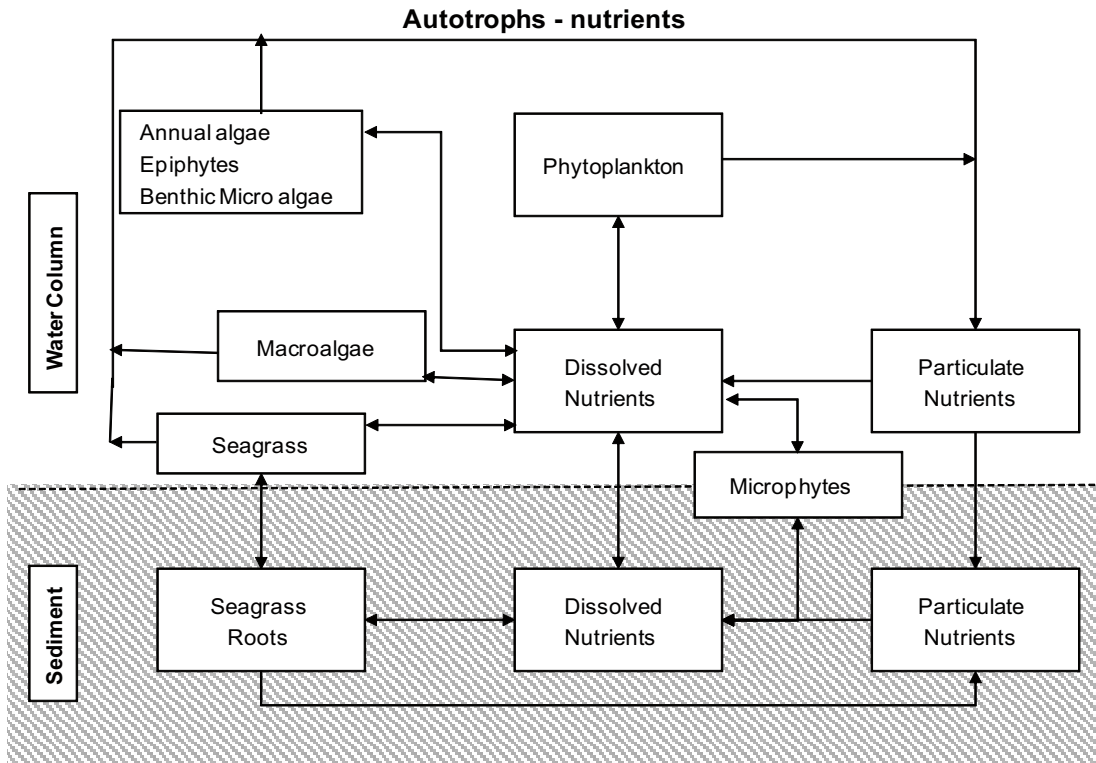 Autotrophs - nutrients
Annual algae
Epiphytes
Benthic Micro algae
Phytoplankton
Water Column
Macroalgae
Dissolved
Nutrients
Particulate
Nutrients
Seagrass
Microphytes
Sediment
Seagrass
Roots
Dissolved
Nutrients
Particulate
Nutrients